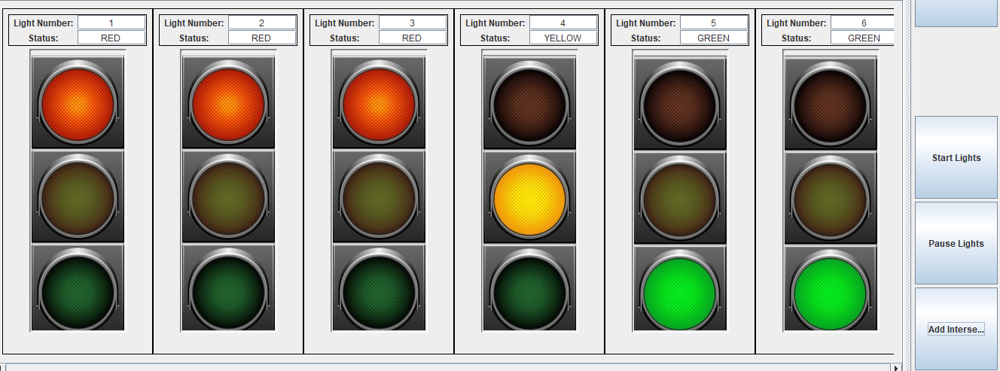 Light Number: 1
Status: RED
Light Number: 2
Status: RED
Light Number: 3
Status: RED
Light Number: 4
Status: YELLOW
Light Number: 5
Status: GREEN
Light Number: 6
Status: GREEN
Start Lights
Pause Lights
Add Interse...